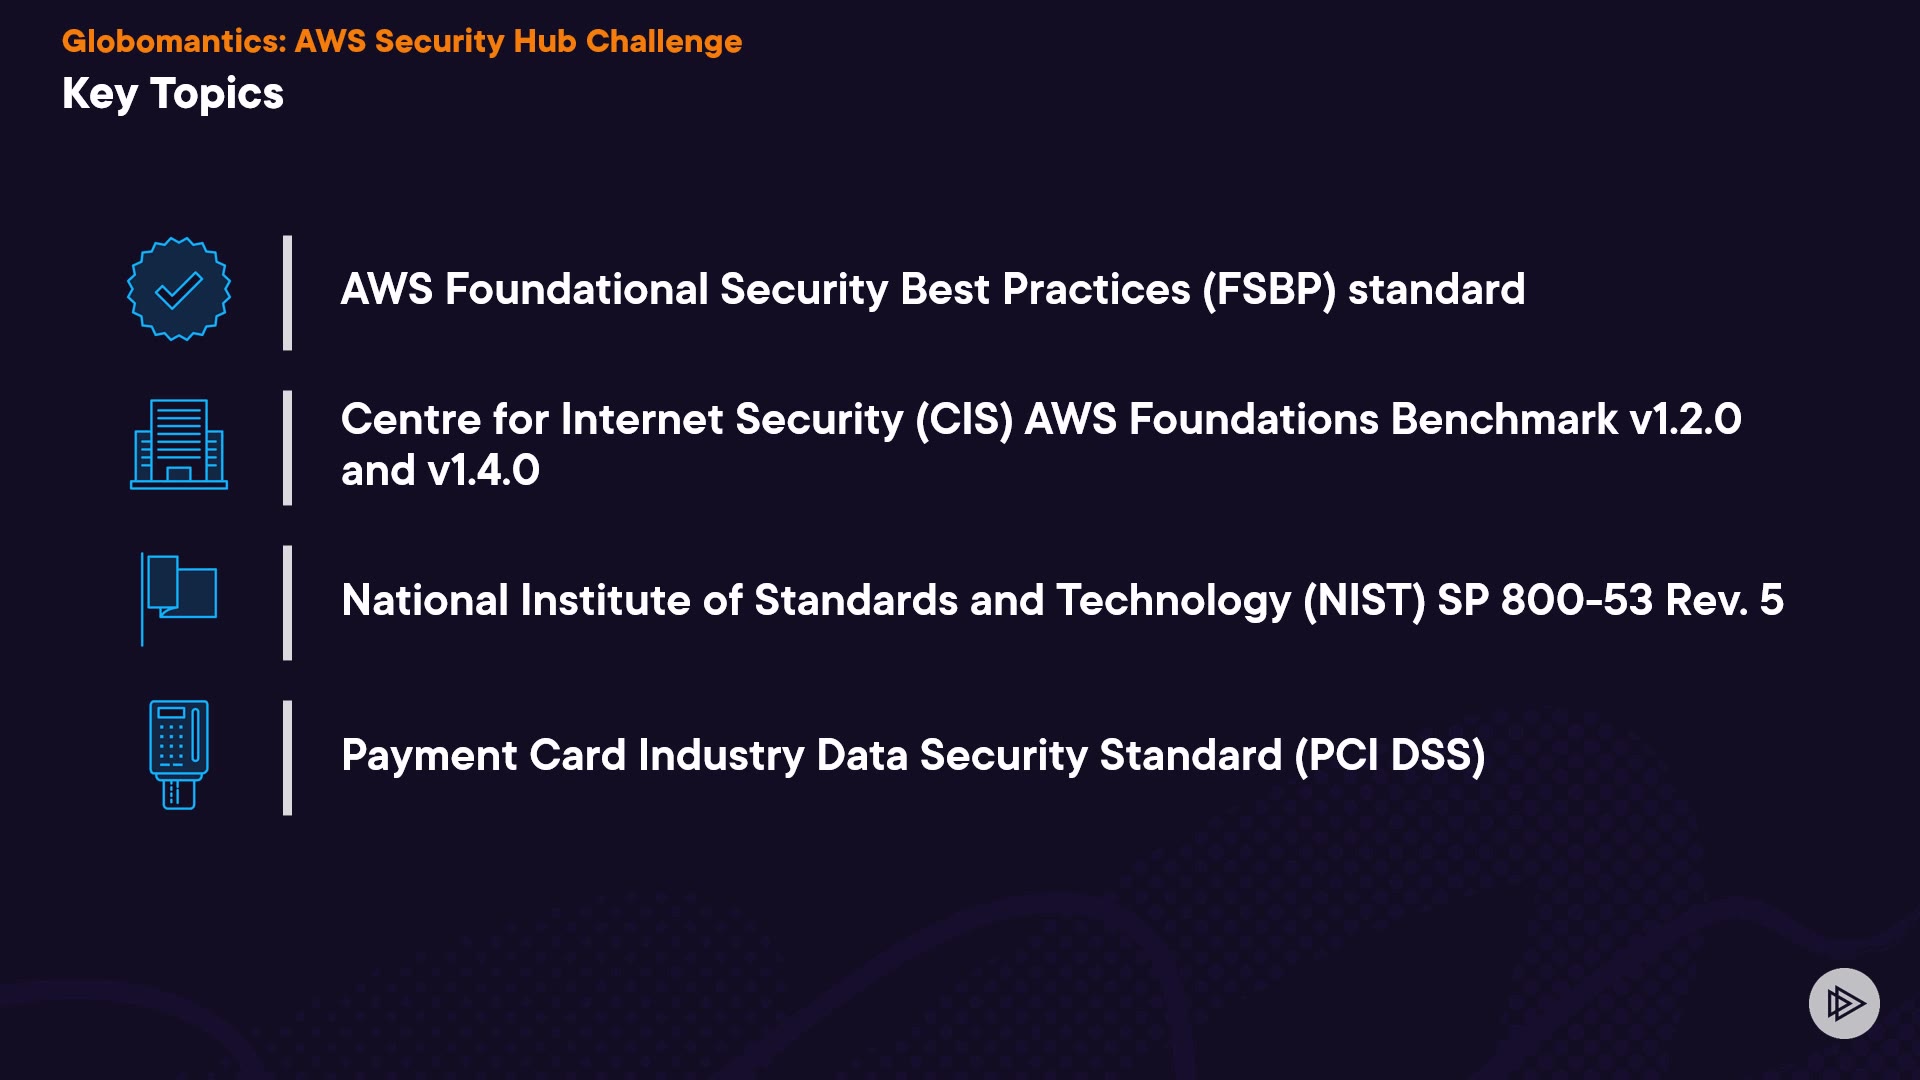 Globomantics: AWS Security Hub Challenge
Key Topics
AWS Foundational Security Best Practices (FSBP) standard
Centre for Internet Security (CIS) AWS Foundations Benchmark v1.2.0
and v1.4.0
National Institute of Standards and Technology (NIST) SP 800-53 Rev. 5
Payment Card Industry Data Security Standard (PCI DSS)